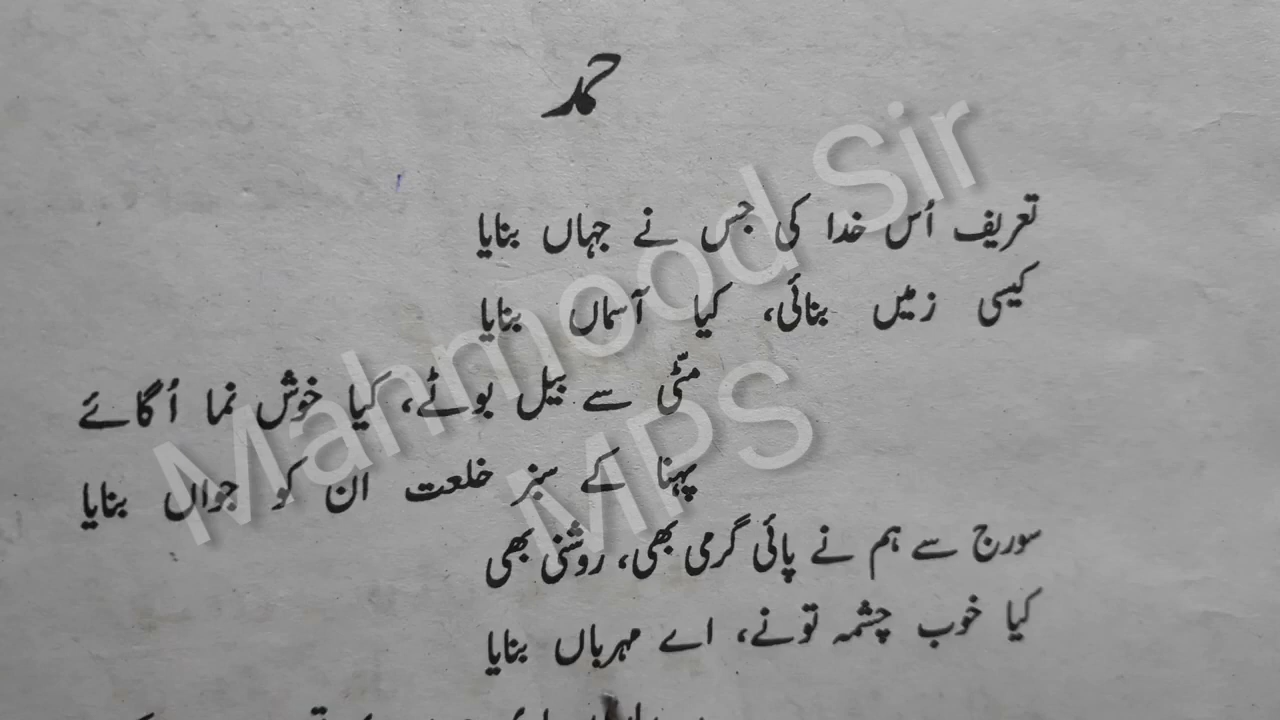 حمد
تعریف اُس خدا کی جس نے جہاں بنایا
کیسی زمیں بنائی، کیا آسماں بنایا
مٹّی سے بیل بوٹے، کیا خوش نما اُگائے
پہنا کے سبز خلعت ان کو جواں بنایا
سورج سے ہم نے پائی گرمی بھی، روشنی بھی
کیا خوب چشمہ تونے، اے مہرباں بنایا
Mahmood Sir
MPS